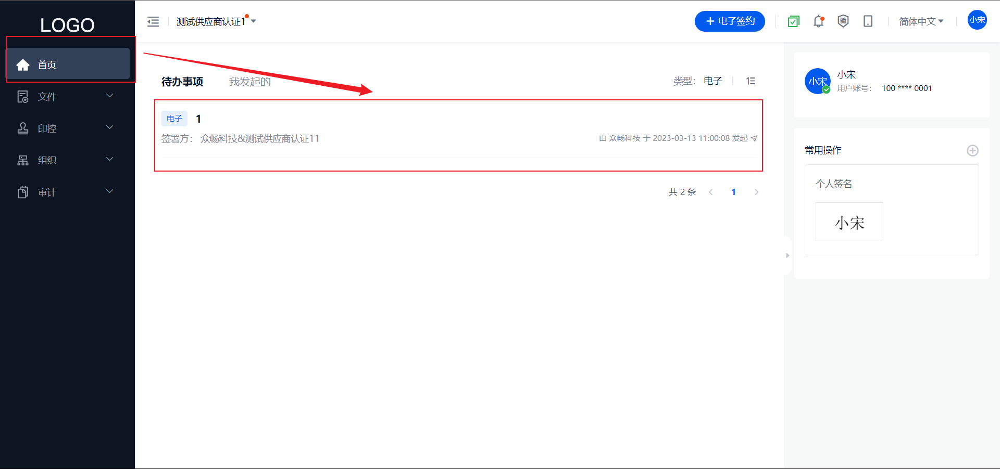 LOGO
首页
文件
印控
组织
审计
测试供应商认证1
+ 电子签约
验
简体中文
小宋
待办事项
我发起的
类型： 电子
电子 1
签署方： 众畅科技&测试供应商认证11
由 众畅科技 于 2023-03-13 11:00:08 发起
共 2 条
1
小宋
小宋
用户账号： 100 **** 0001
常用操作
个人签名
小宋